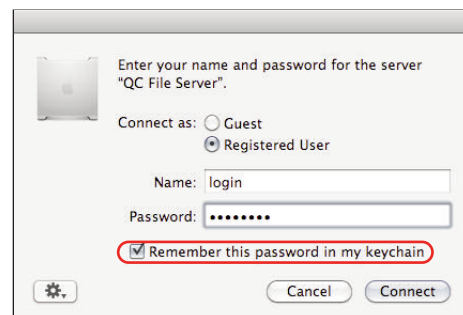 Enter your name and password for the server
“QC File Server”.
Connect as: Guest
Registered User
Name: login
Password: ••••••••
Remember this password in my keychain
Cancel Connect